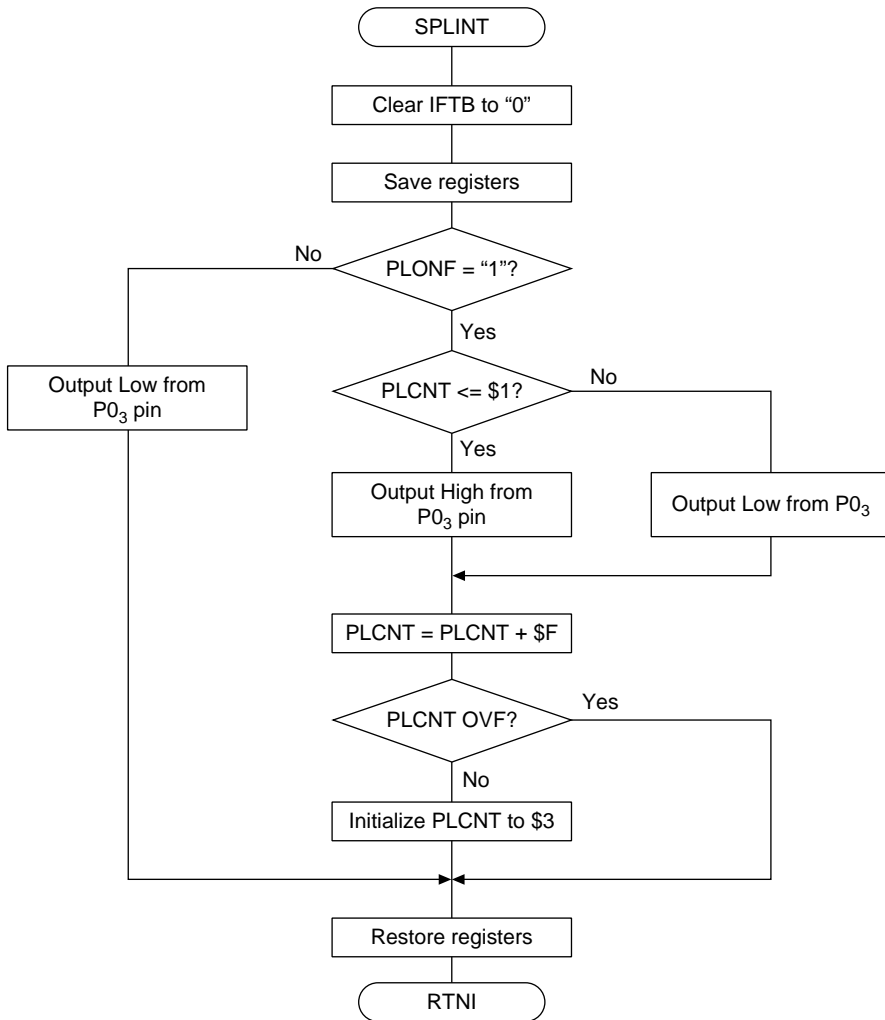 SPLINT
Clear IFTB to “0”
Save registers
PLONF = “1”?
No
Yes
Output Low from
P0₃ pin
PLCNT <= $1?
No
Yes
Output High from
P0₃ pin
Output Low from P0₃
PLCNT = PLCNT + $F
PLCNT OVF?
Yes
No
Initialize PLCNT to $3
Restore registers
RTNI